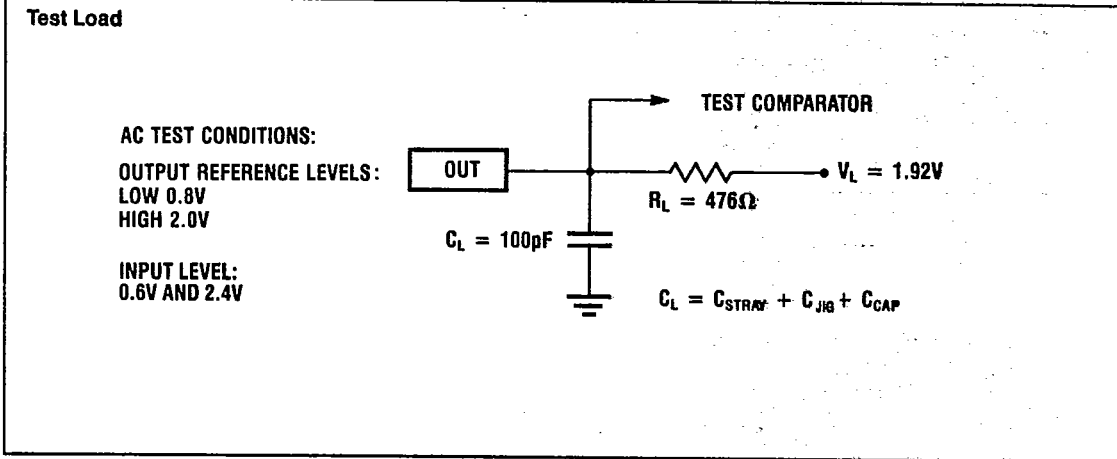 Test Load
TEST COMPARATOR
AC TEST CONDITIONS:
OUTPUT REFERENCE LEVELS:
LOW 0.8V
HIGH 2.0V
OUT
V_L = 1.92V
R_L = 476Ω
C_L = 100pF
INPUT LEVEL:
0.6V AND 2.4V
C_L = C_STRAY + C_JIG + C_CAP